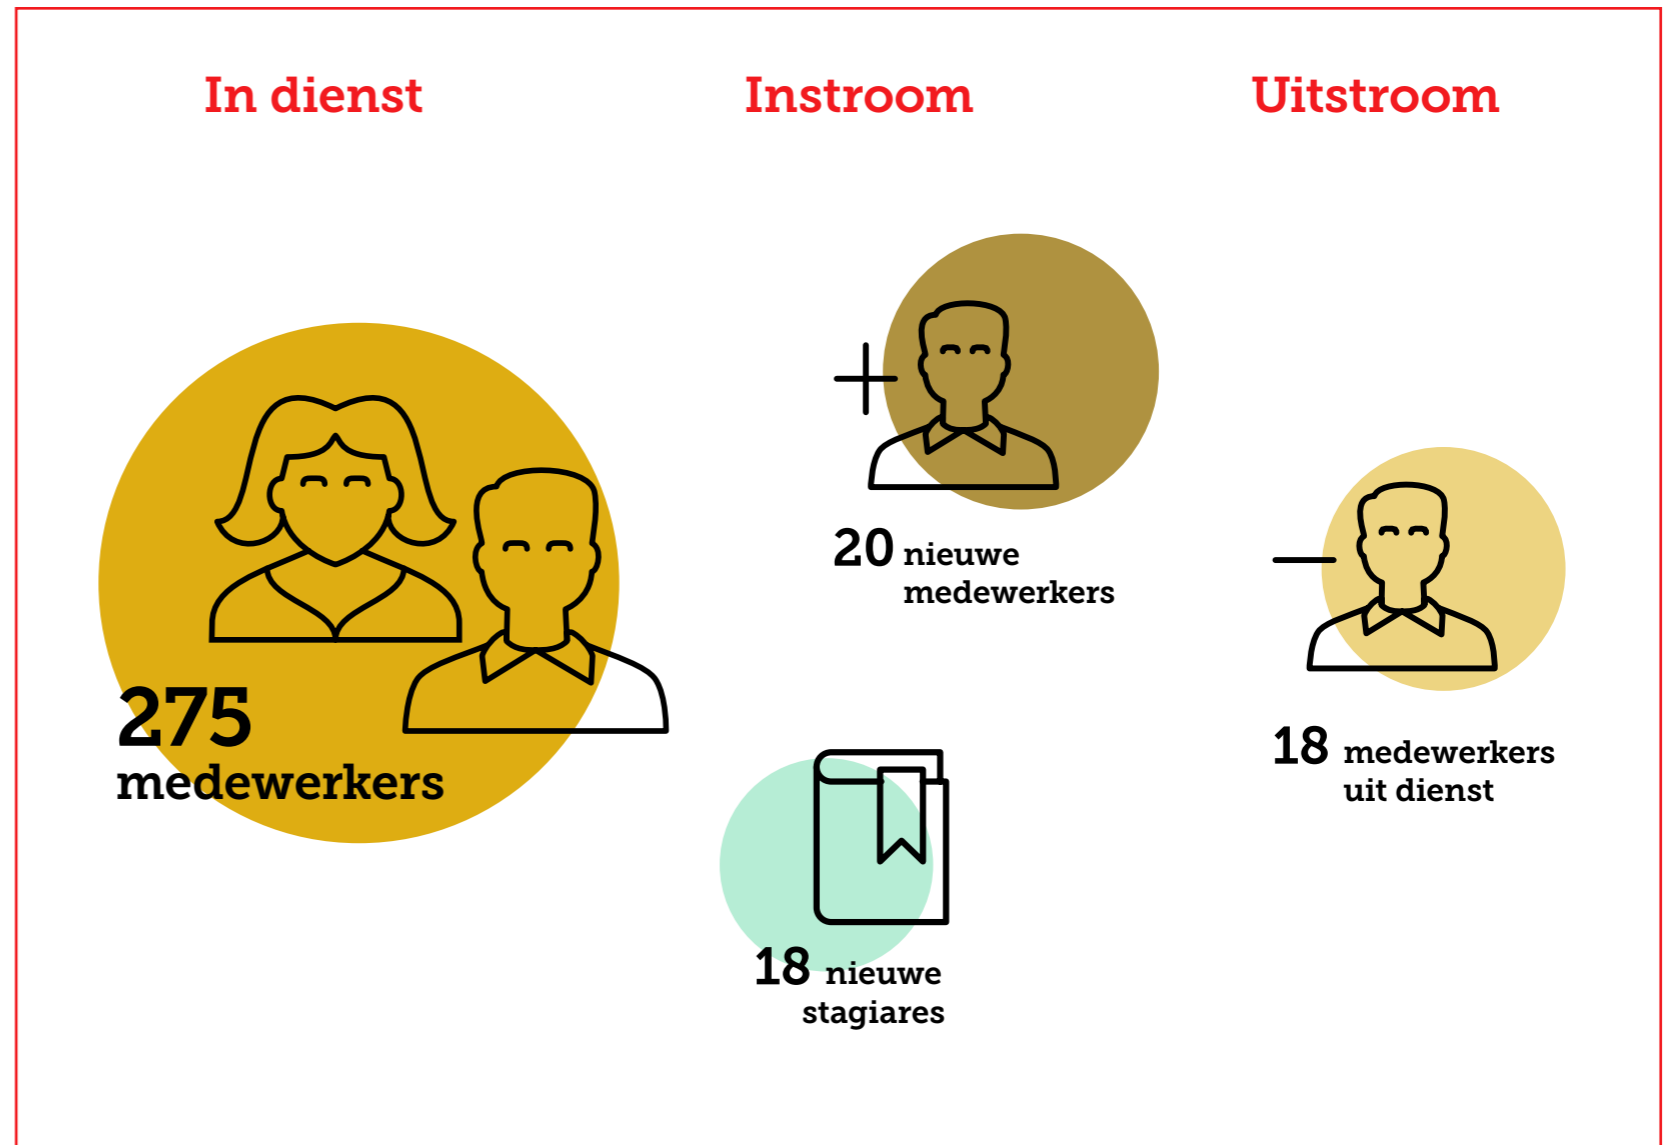 In dienst
Instroom
Uitstroom
275
medewerkers
20 nieuwe
medewerkers
18 nieuwe
stagiares
18 medewerkers
uit dienst